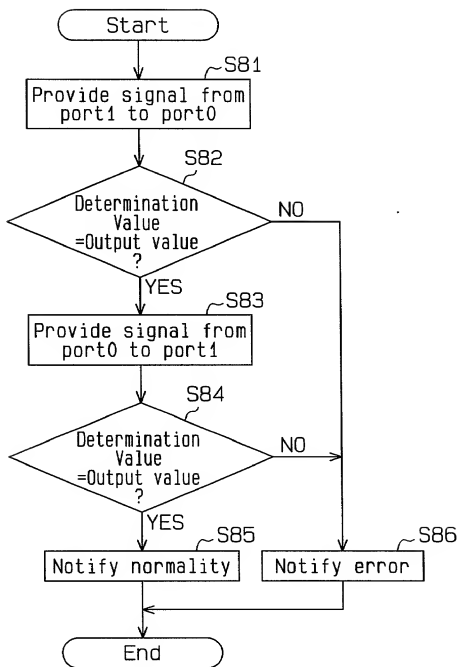 Start
S81
Provide signal from
port1 to port0
S82
Determination
Value
=Output value
?
NO
YES
S83
Provide signal from
port0 to port1
S84
Determination
Value
=Output value
?
NO
YES
S85
Notify normality
S86
Notify error
End